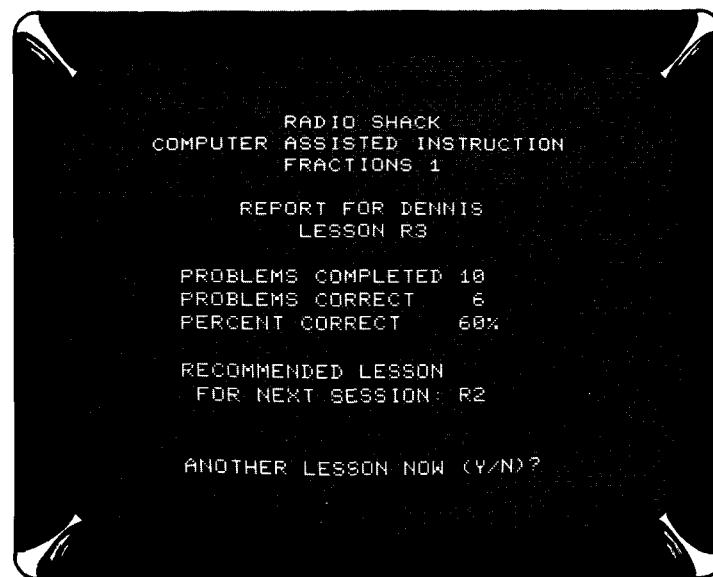 RADIO SHACK
COMPUTER ASSISTED INSTRUCTION
FRACTIONS 1
REPORT FOR DENNIS
LESSON R3
PROBLEMS COMPLETED 10
PROBLEMS CORRECT 6
PERCENT CORRECT 60%
RECOMMENDED LESSON
FOR NEXT SESSION: R2
ANOTHER LESSON NOW (Y/N)?